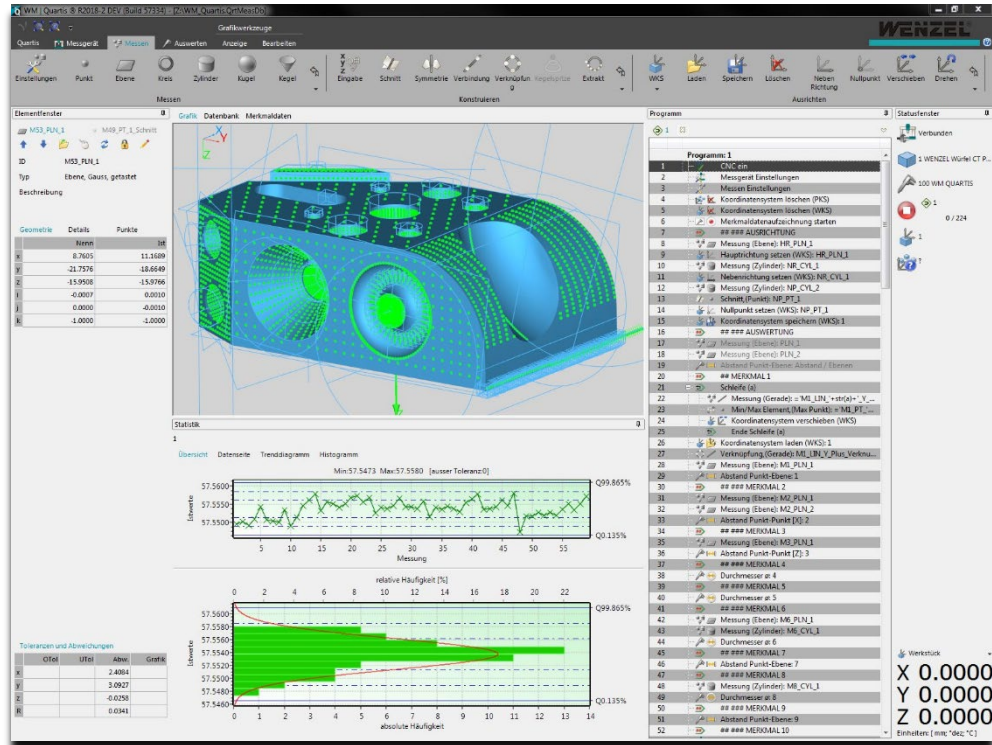 WM | Quartis ® R2018-2 DEV (Build 57334) - [Z:\WM_Quartis.QrtMeasDb]
Grafikwerkzeuge
Quartis Messgerät Messen Auswerten Anzeige Bearbeiten
WENZEL
Einstellungen Punkt Ebene Kreis Zylinder Kugel Kegel Eingabe Schnitt Symmetrie Verbindung Verknüpfun g Kegelspitze Extrakt WKS Laden Speichern Löschen Neben Richtung Nullpunkt Verschieben Drehen
Messen Konstruieren Ausrichten
Elementfenster
M53_PLN_1 M49_PT_1_Schnitt
ID M53_PLN_1
Typ Ebene, Gauss, getastet
Beschreibung
Geometrie Details Punkte
Nenn Ist
x 8.7605 11.1689
y -21.7576 -18.6649
z -15.9508 -15.9766
i -0.0007 0.0010
j 0.0000 -0.0010
k -1.0000 -1.0000
Toleranzen und Abweichungen
OTol UTol Abw. Grafik
x 2.4084
y 3.0927
z -0.0258
R 0.0341
Grafik Datenbank Merkmaldaten
X
Y
Z
Statistik
1
Übersicht Datenseite Trenddiagramm Histogramm
Min:57.5473 Max:57.5580 [ausser Toleranz:0]
57.5600
57.5550
57.5500
Istwerte
Q99.865%
Q0.135%
5 10 15 20 25 30 35 40 45 50 55
Messung
relative Häufigkeit [%]
0 2 4 6 8 10 12 14 16 18 20 22
57.5600
57.5580
57.5560
57.5540
57.5520
57.5500
57.5480
57.5460
Istwerte
Q99.865%
Q0.135%
0 1 2 3 4 5 6 7 8 9 10 11 12 13 14
absolute Häufigkeit
Programm
1
Programm: 1
1 CNC ein
2 Messgerät Einstellungen
3 Messen Einstellungen
4 Koordinatensystem löschen (PKS)
5 Koordinatensystem löschen (WKS)
6 Merkmaldatenaufzeichnung starten
7 ## ### AUSRICHTUNG
8 Messung (Ebene): HR_PLN_1
9 Hauptrichtung setzen (WKS): HR_PLN_1
10 Messung (Zylinder): NR_CYL_1
11 Nebenrichtung setzen (WKS): NR_CYL_1
12 Messung (Zylinder): NP_CYL_2
13 Schnitt,(Punkt): NP_PT_1
14 Nullpunkt setzen (WKS): NP_PT_1
15 Koordinatensystem speichern (WKS): 1
16 ## ### AUSWERTUNG
17 Messung (Ebene): PLN_1
18 Messung (Ebene): PLN_2
19 Abstand Punkt-Ebene: Abstand / Ebenen
20 ## MERKMAL 1
21 Schleife (a)
22 Messung (Gerade): ='M1_LIN_'+str(a)+'_Y_...
23 Min/Max Element,(Max Punkt): ='M1_PT_'...
24 Koordinatensystem verschieben (WKS)
25 Ende Schleife (a)
26 Koordinatensystem laden (WKS): 1
27 Verknüpfung,(Gerade): M1_LIN_Y_Plus_Verknu...
28 Messung (Ebene): M1_PLN_1
29 Abstand Punkt-Ebene: 1
30 ## ### MERKMAL 2
31 Messung (Ebene): M2_PLN_1
32 Messung (Ebene): M2_PLN_2
33 Abstand Punkt-Punkt [X]: 2
34 ## ### MERKMAL 3
35 Messung (Ebene): M3_PLN_1
36 Abstand Punkt-Punkt [Z]: 3
37 ## ### MERKMAL 4
38 Durchmesser ø: 4
39 ## ### MERKMAL 5
40 Durchmesser ø: 5
41 ## ### MERKMAL 6
42 Messung (Ebene): M6_PLN_1
43 Messung (Zylinder): M6_CYL_1
44 Durchmesser ø: 6
45 ## ### MERKMAL 7
46 Abstand Punkt-Ebene: 7
47 ## ### MERKMAL 8
48 Messung (Zylinder): M8_CYL_1
49 Durchmesser ø: 8
50 ## ### MERKMAL 9
51 Abstand Punkt-Ebene: 9
52 ## ### MERKMAL 10
Statusfenster
Verbunden
1 WENZEL Würfel CT P...
100 WM QUARTIS
1
0 / 224
1
?
Werkstück
X 0.0000
Y 0.0000
Z 0.0000
Einheiten: [ mm; °dez; °C ]